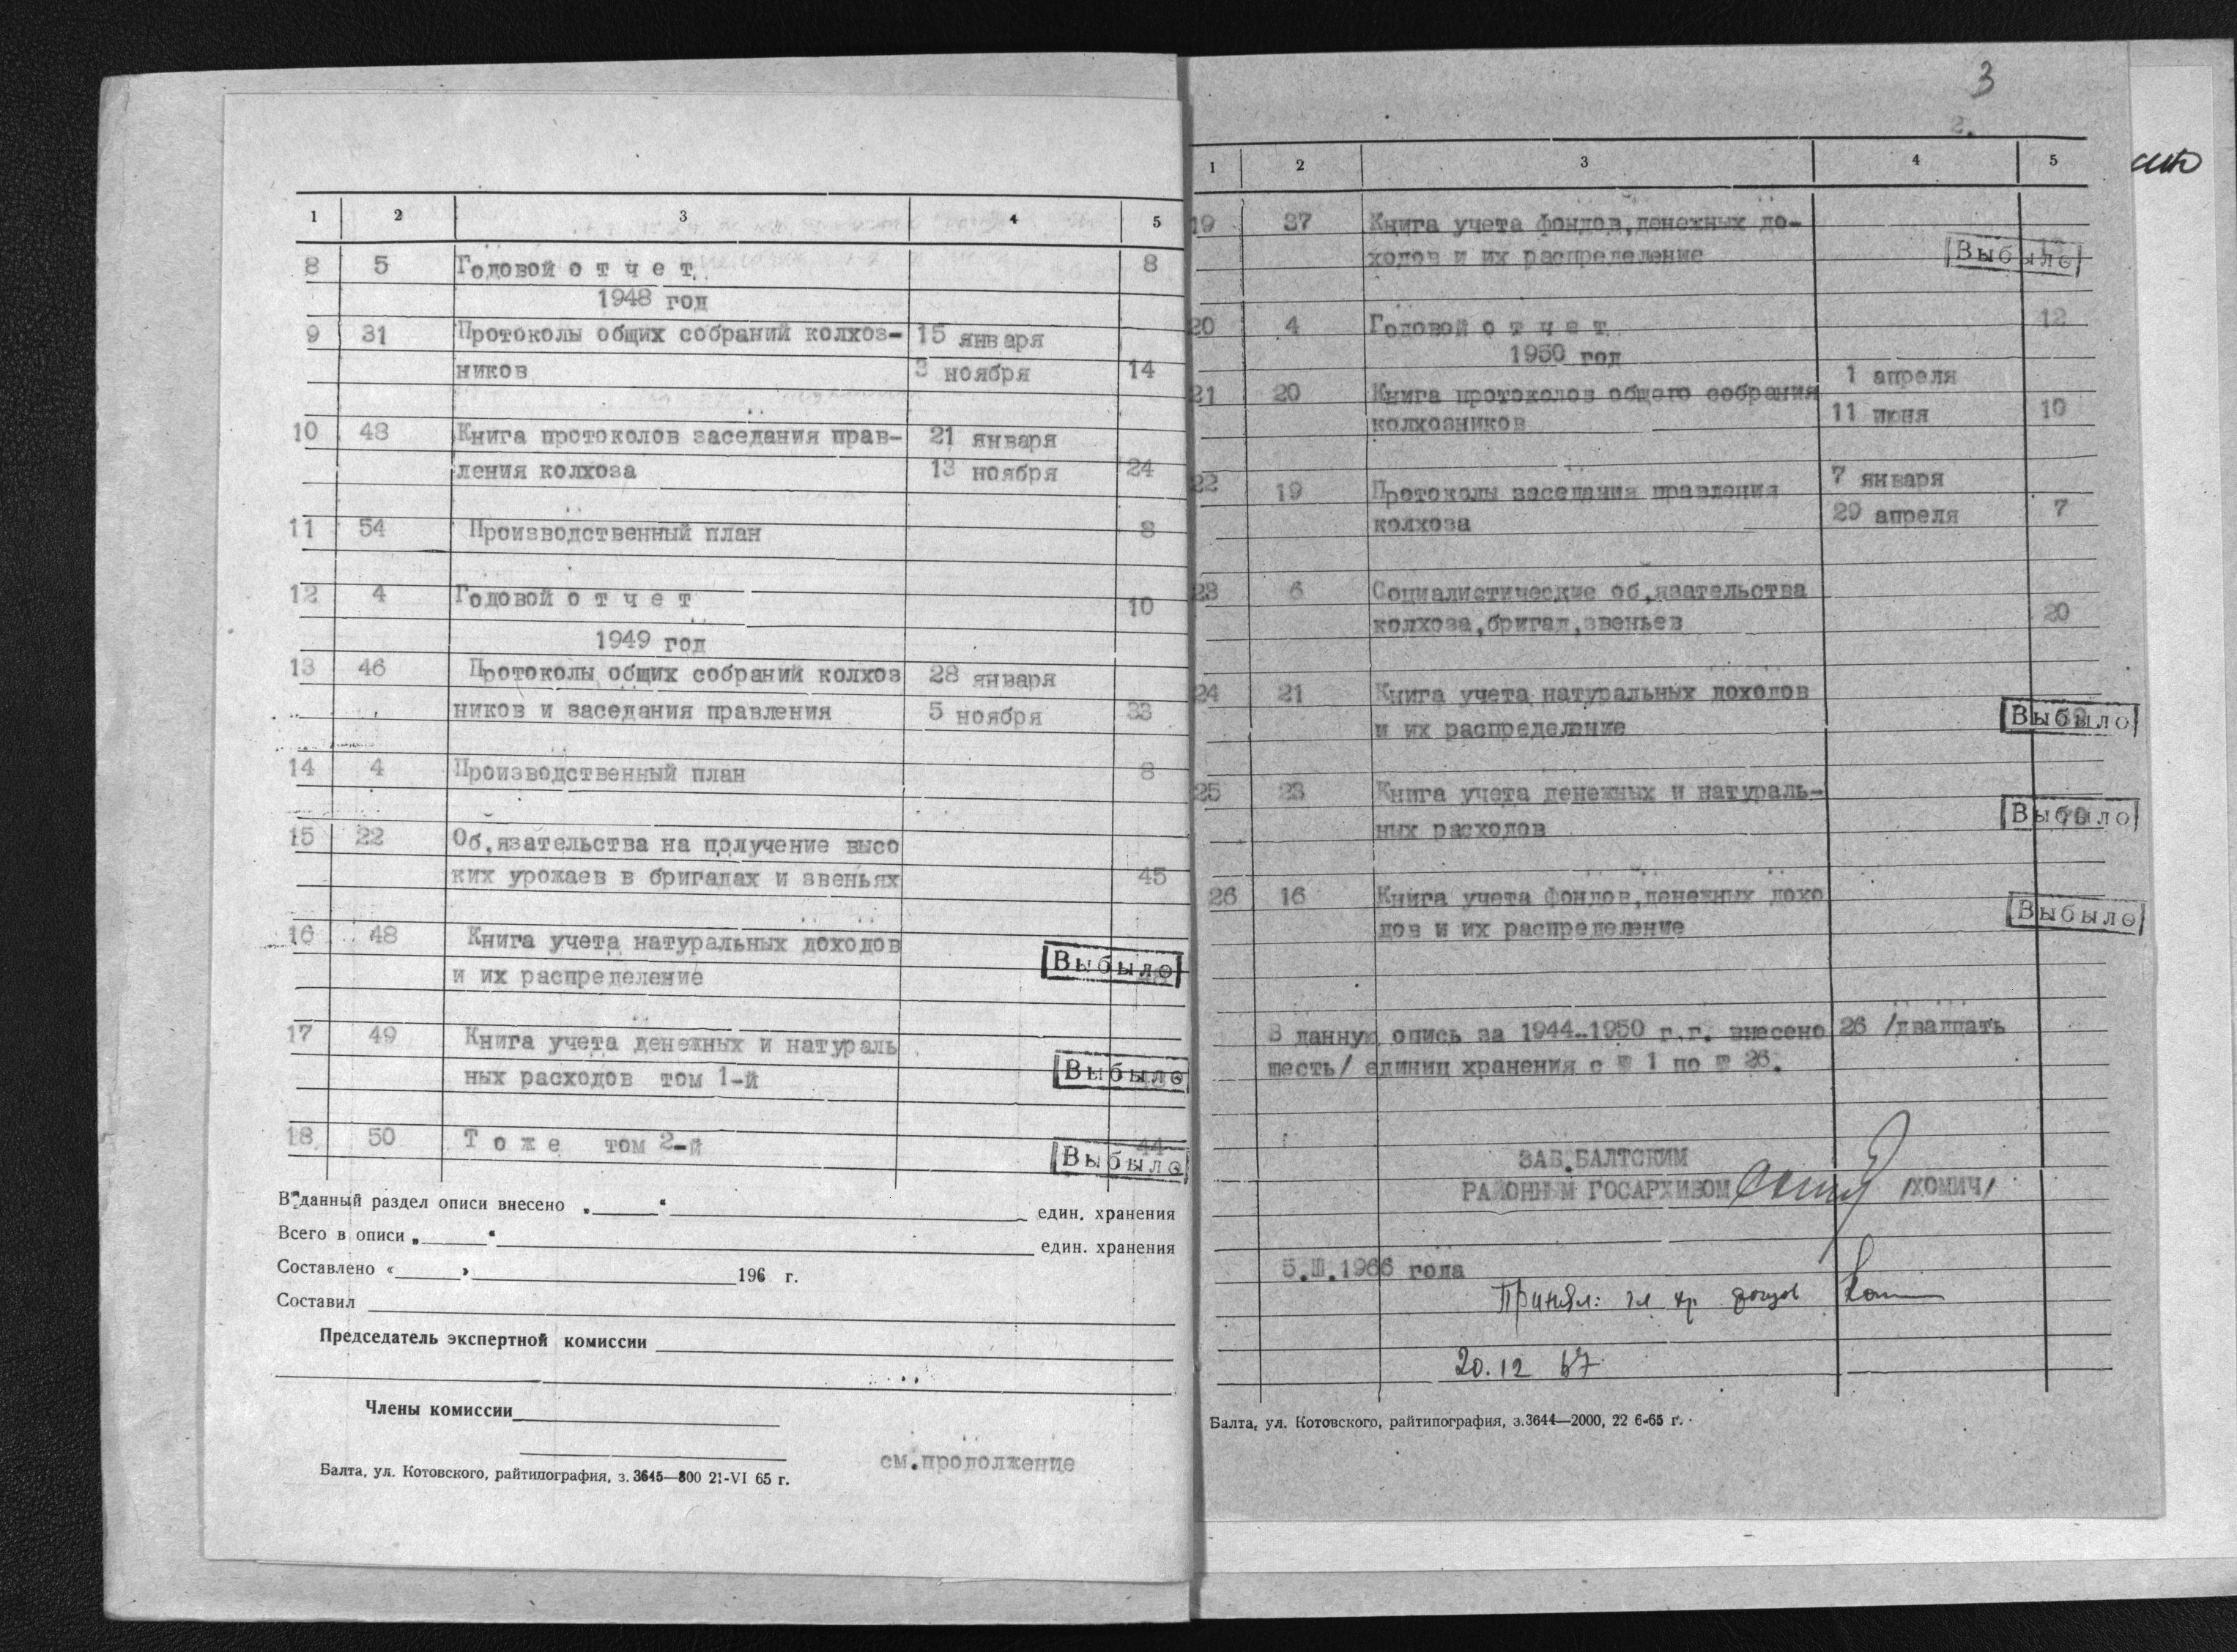 1 2 3 4 5
8 5 Годовой о т ч е т 8
1948 год
9 31 Протоколы общих собраний колхоз- 15 января
ников 3 ноября 14
10 48 Книга протоколов заседания прав- 21 января
ления колхоза 13 ноября 24
11 54 Производственный план 8
12 4 Годовой о т ч е т 10
1949 год
13 46 Протоколы общих собраний колхоз 28 января
ников и заседания правления 5 ноября 33
14 4 Производственный план 8
15 22 Об,язательства на получение высо
ких урожаев в бригадах и звеньях 45
16 48 Книга учета натуральных доходов
и их распределение Выбыло
17 49 Книга учета денежных и натураль
ных расходов том 1-й Выбыло
18 50 Т о ж е том 2-й 44
Выбыло
В данный раздел описи внесено „ “ един. хранения
Всего в описи „ “ един. хранения
Составлено « » 196 г.
Составил
Председатель экспертной комиссии
Члены комиссии
Балта, ул. Котовского, райтипография, з. 3645—800 21-VI 65 г.
см.продолжение
3
2.
1 2 3 4 5
19 37 Книга учета фондов,денежных до-
ходов и их распределение Выбыло
20 4 Годовой о т ч е т 12
1950 год
21 20 Книга протоколов общего собрания 1 апреля
колхозников 11 июня 10
22 19 Протоколы заседания правления 7 января
колхоза 29 апреля 7
23 6 Социалистические об,язательства
колхоза,бригад,звеньев 20
24 21 Книга учета натуральных доходов
и их распределение Выбыло
25 23 Книга учета денежных и натураль-
ных расходов Выбыло
26 16 Книга учета фондов,денежных дохо
дов и их распределение Выбыло
В данную опись за 1944-1950 г.г. внесено 26 /двадцать
шесть/ единиц хранения с № 1 по № 26.
ЗАВ.БАЛТСКИМ
РАЙОННЫМ ГОСАРХИВОМ /ХОМИЧ/
5.Ш.1966 года
Принял: гл хр фондов
20.12 67
Балта, ул. Котовского, райтипография, з.3644—2000, 22 6-65 г.